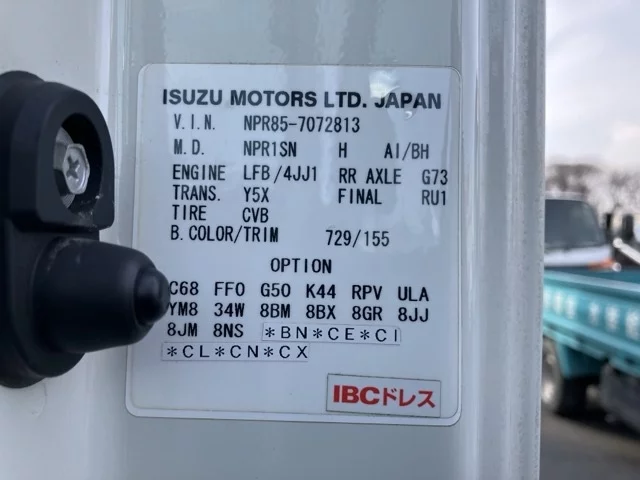 ISUZU MOTORS LTD. JAPAN
V.I.N. NPR85-7072813
M.D. NPR1SN H AI/BH
ENGINE LFB/4JJ1 RR AXLE G73
TRANS. Y5X FINAL RU1
TIRE CVB
B.COLOR/TRIM 729/155
OPTION
C68 FF0 G50 K44 RPV ULA
YM8 34W 8BM 8BX 8GR 8JJ
8JM 8NS *BN*CE*CI
*CL*CN*CX
IBCドレス